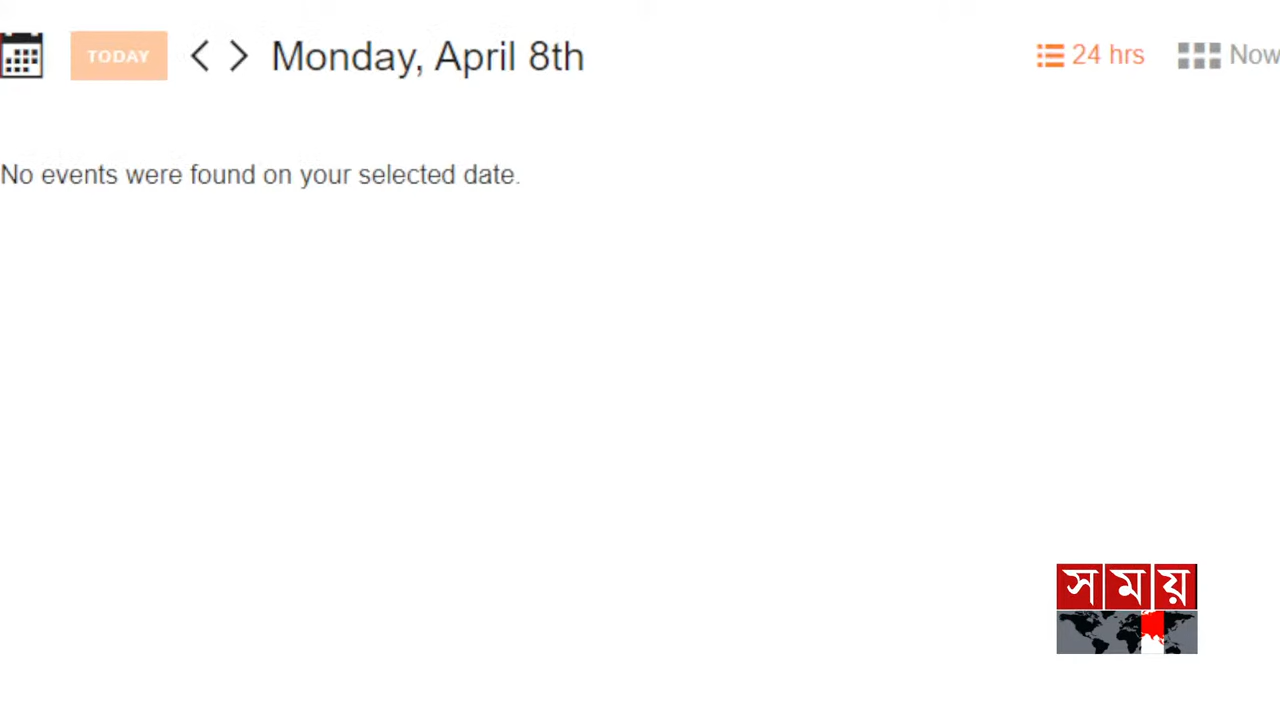 TODAY
Monday, April 8th
24 hrs
Now
No events were found on your selected date.
সময়